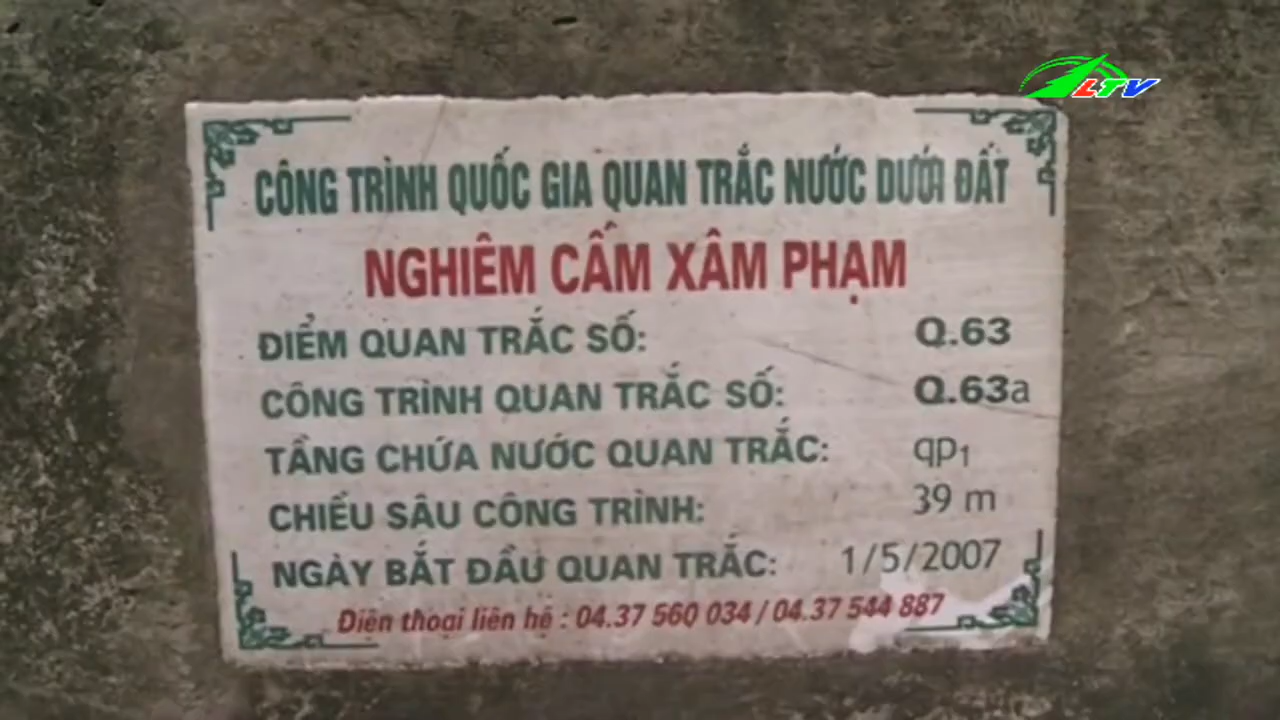 LTV
CÔNG TRÌNH QUỐC GIA QUAN TRẮC NƯỚC DƯỚI ĐẤT
NGHIÊM CẤM XÂM PHẠM
ĐIỂM QUAN TRẮC SỐ: Q.63
CÔNG TRÌNH QUAN TRẮC SỐ: Q.63a
TẦNG CHỨA NƯỚC QUAN TRẮC: qp₁
CHIỀU SÂU CÔNG TRÌNH: 39 m
NGÀY BẮT ĐẦU QUAN TRẮC: 1/5/2007
Điện thoại liên hệ : 04.37 560 034 / 04.37 544 887